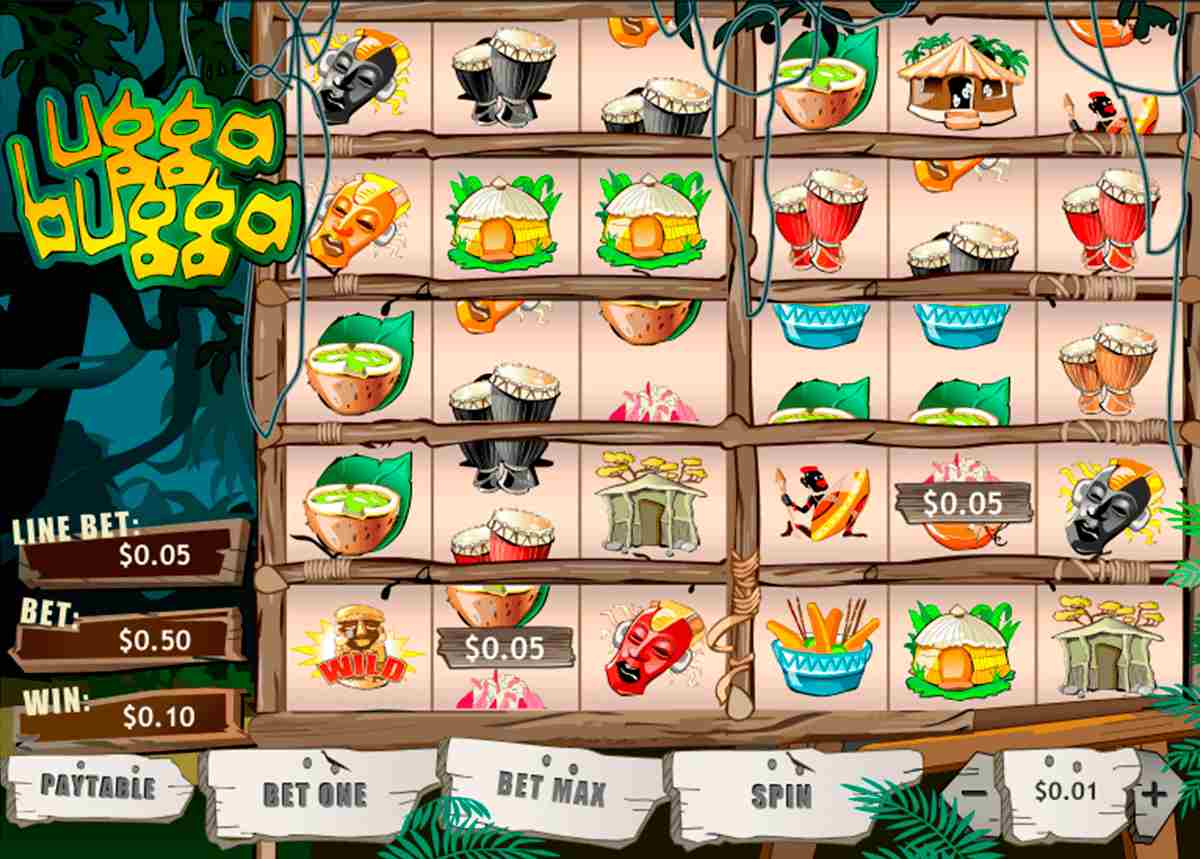 ugga
bugga
LINE BET:
$0.05
BET:
$0.50
WIN:
$0.10
$0.05
WILD
$0.05
PAYTABLE
BET ONE
BET MAX
SPIN
-
$0.01
+